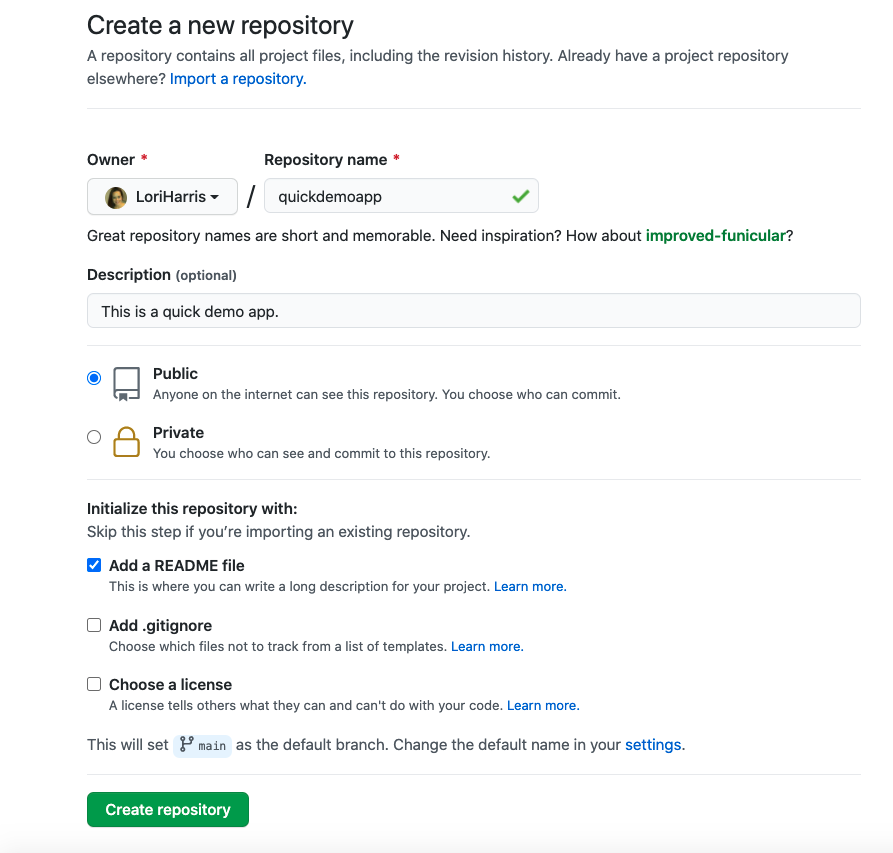 Create a new repository
A repository contains all project files, including the revision history. Already have a project repository
elsewhere? Import a repository.
Owner * Repository name *
LoriHarris / quickdemoapp
Great repository names are short and memorable. Need inspiration? How about improved-funicular?
Description (optional)
This is a quick demo app.
Public
Anyone on the internet can see this repository. You choose who can commit.
Private
You choose who can see and commit to this repository.
Initialize this repository with:
Skip this step if you’re importing an existing repository.
Add a README file
This is where you can write a long description for your project. Learn more.
Add .gitignore
Choose which files not to track from a list of templates. Learn more.
Choose a license
A license tells others what they can and can't do with your code. Learn more.
This will set main as the default branch. Change the default name in your settings.
Create repository